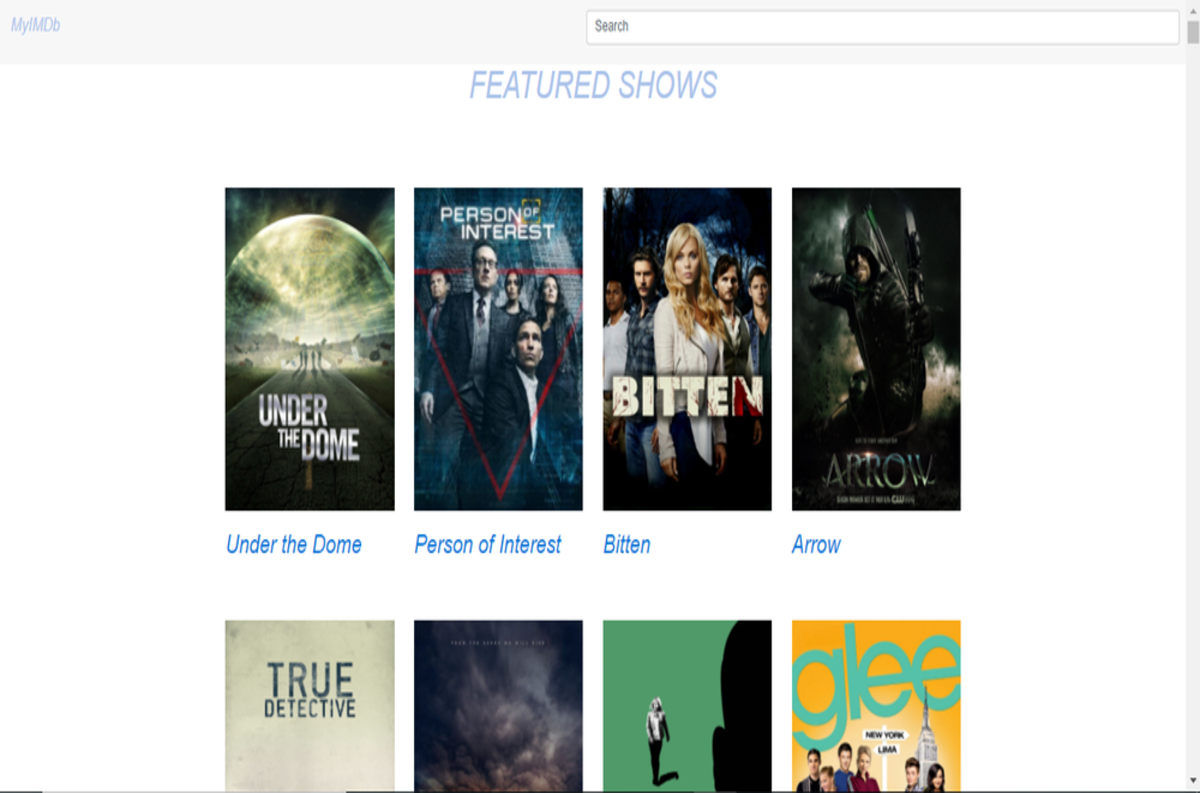 MyIMDb
Search
FEATURED SHOWS
UNDER
THE DOME
PERSON OF
INTEREST
BITTEN
ARROW
Under the Dome
Person of Interest
Bitten
Arrow
TRUE
DETECTIVE
glee
NEW YORK
LIMA